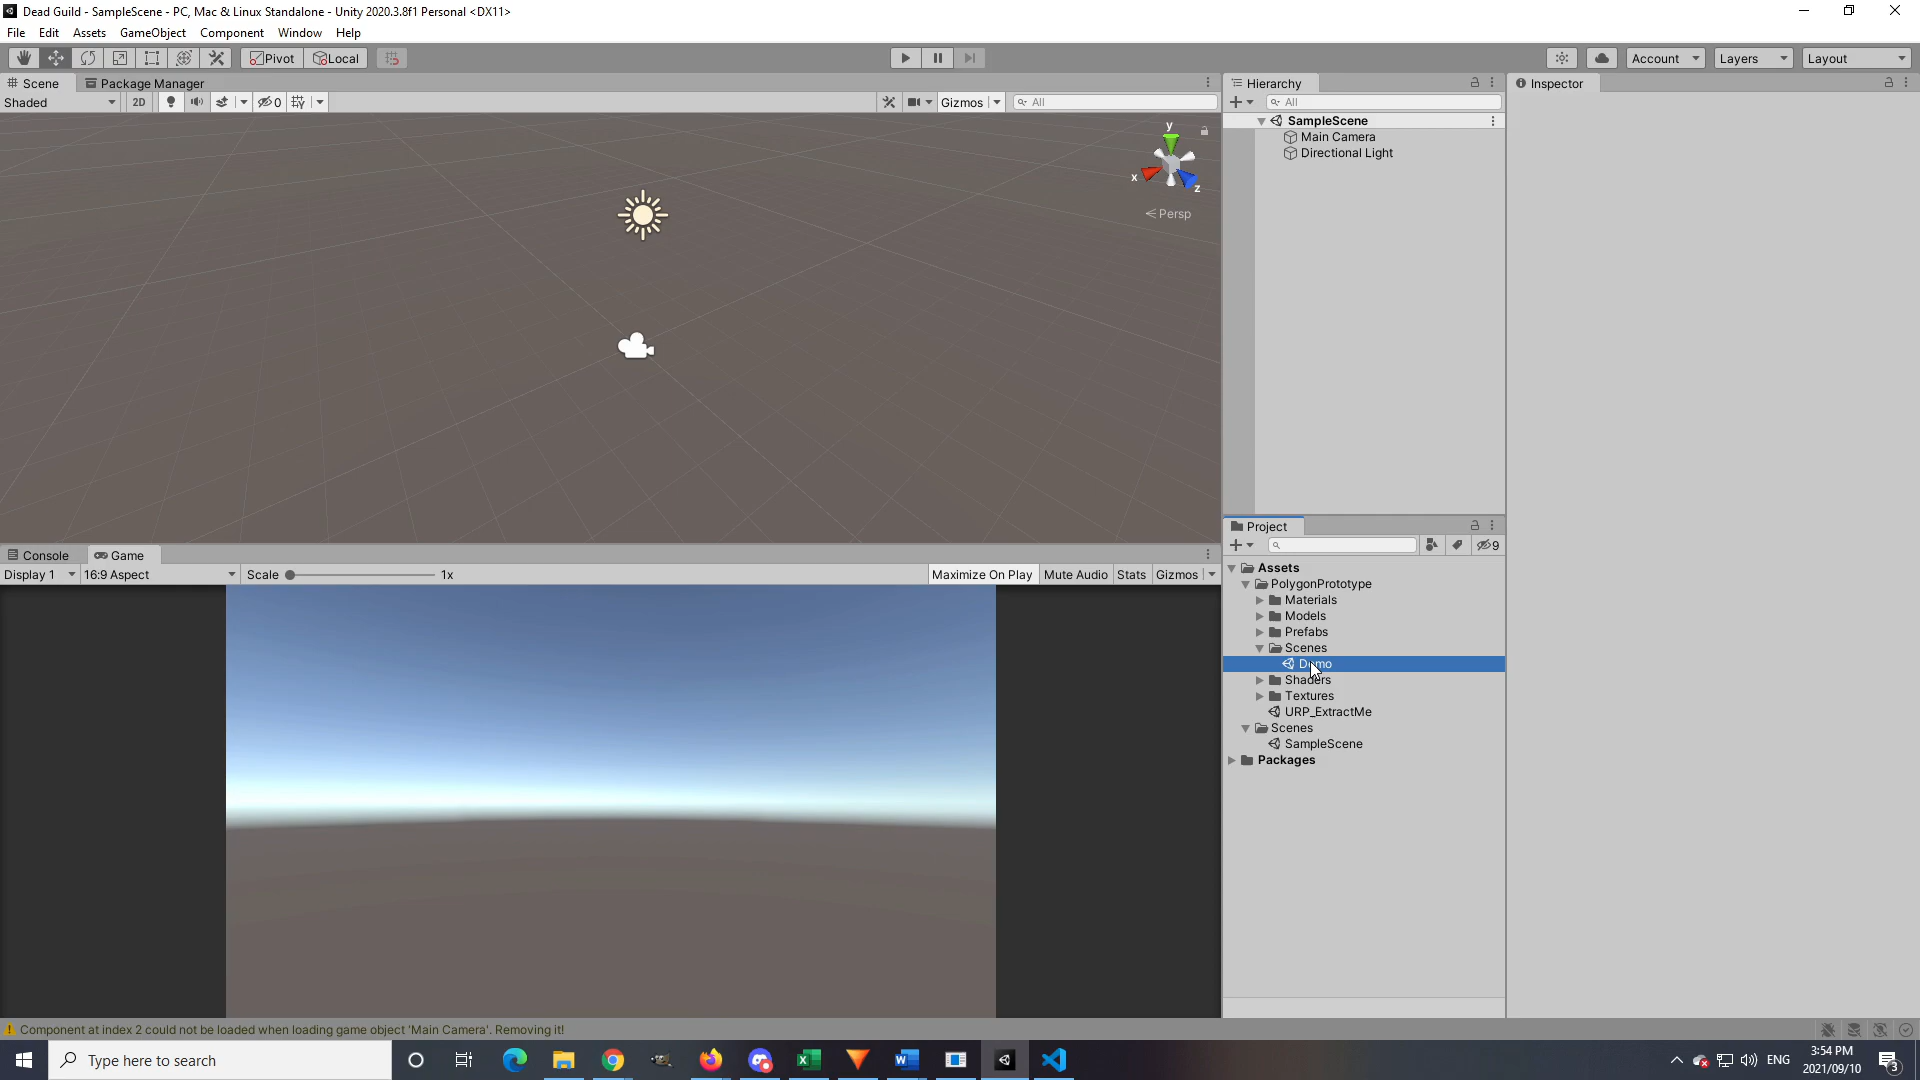 Dead Guild - SampleScene - PC, Mac & Linux Standalone - Unity 2020.3.8f1 Personal <DX11>
File Edit Assets GameObject Component Window Help
Pivot Local Account Layers Layout
Scene Package Manager
Shaded 2D 0 Gizmos All
y
x
z
Persp
Hierarchy
All
SampleScene
Main Camera
Directional Light
Inspector
Console Game
Display 1 16:9 Aspect Scale 1x Maximize On Play Mute Audio Stats Gizmos
Project
9
Assets
PolygonPrototype
Materials
Models
Prefabs
Scenes
Demo
Shaders
Textures
URP_ExtractMe
Scenes
SampleScene
Packages
Component at index 2 could not be loaded when loading game object 'Main Camera'. Removing it!
Type here to search
ENG
3:54 PM
2021/09/10
3